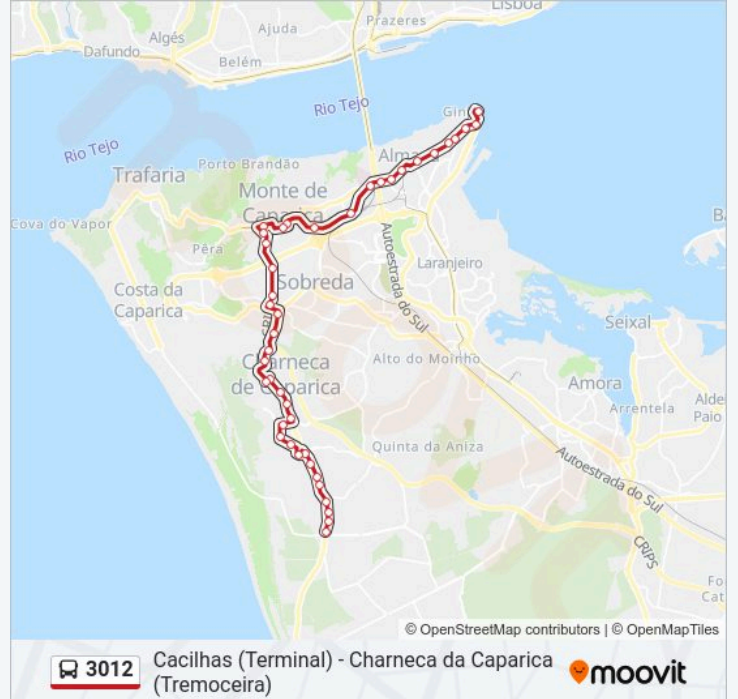 Lisboa
Prazeres
Ajuda
Algés
Dafundo
Belém
Rio Tejo
Rio Tejo
Porto Brandão
Trafaria
Monte de
Caparica
Cova do Vapor
Pêra
Sobreda
Autoestrada do Sul
Laranjeiro
Costa da
Caparica
Seixal
Charneca
de Caparica
Alto do Moinho
Amora
Arrentela
Paio
Quinta da Aniza
Autoestrada do Sul
CRIPS
© OpenStreetMap contributors | © OpenMapTiles
3012
Cacilhas (Terminal) - Charneca da Caparica
(Tremoceira)
moovit